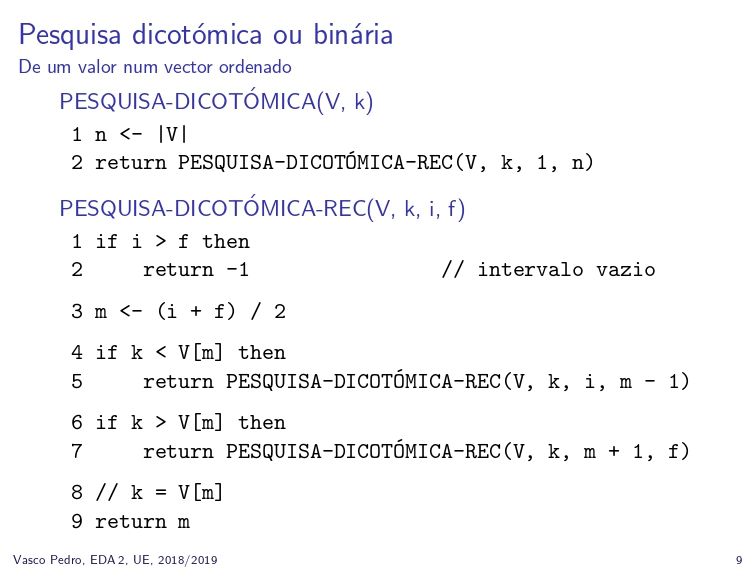 Pesquisa dicotómica ou binária
De um valor num vector ordenado
PESQUISA-DICOTÓMICA(V, k)
1 n <- |V|
2 return PESQUISA-DICOTÓMICA-REC(V, k, 1, n)
PESQUISA-DICOTÓMICA-REC(V, k, i, f)
1 if i > f then
2 return -1 // intervalo vazio
3 m <- (i + f) / 2
4 if k < V[m] then
5 return PESQUISA-DICOTÓMICA-REC(V, k, i, m - 1)
6 if k > V[m] then
7 return PESQUISA-DICOTÓMICA-REC(V, k, m + 1, f)
8 // k = V[m]
9 return m
Vasco Pedro, EDA 2, UE, 2018/2019 9